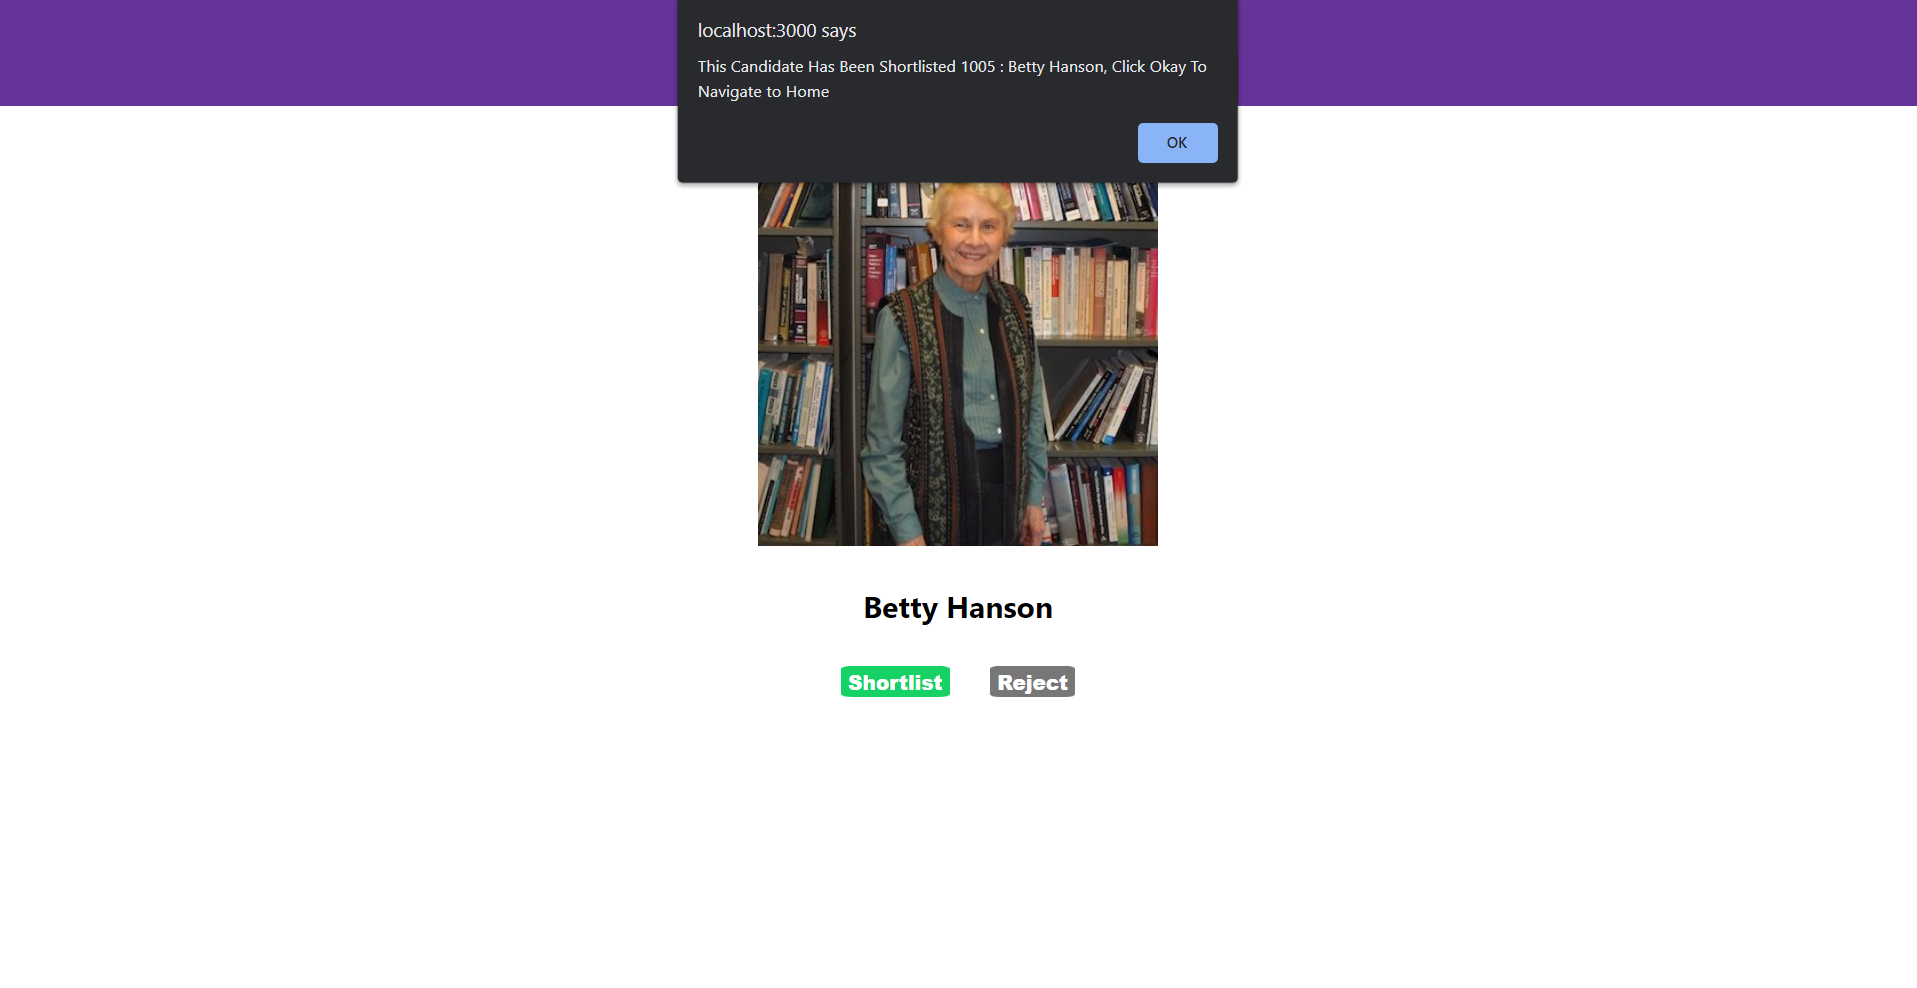 localhost:3000 says
This Candidate Has Been Shortlisted 1005 : Betty Hanson, Click Okay To
Navigate to Home
OK
Betty Hanson
Shortlist
Reject